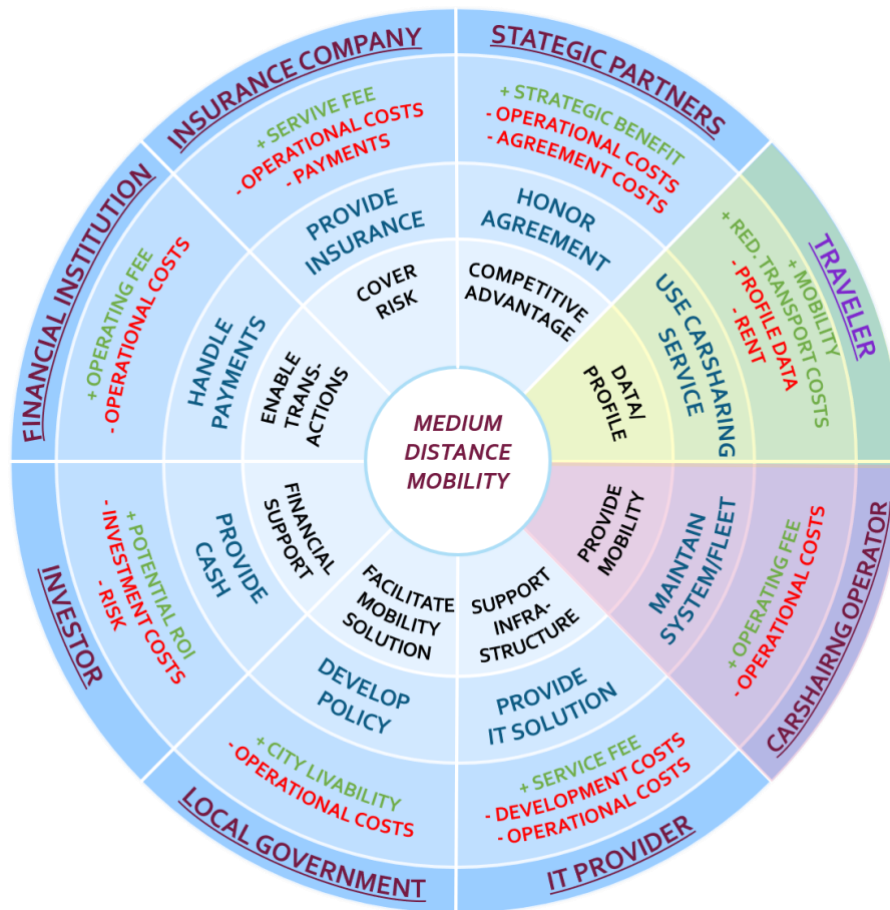 MEDIUM
DISTANCE
MOBILITY
STATEGIC PARTNERS
+ STRATEGIC BENEFIT
- OPERATIONAL COSTS
- AGREEMENT COSTS
HONOR
AGREEMENT
COMPETITIVE
ADVANTAGE
TRAVELER
+ MOBILITY
+ RED. TRANSPORT COSTS
- PROFILE DATA
- RENT
USE CARSHARING
SERVICE
DATA/
PROFILE
CARSHAIRNG OPERATOR
+ OPERATING FEE
- OPERATIONAL COSTS
MAINTAIN
SYSTEM/FLEET
PROVIDE
MOBILITY
SUPPORT
INFRA-
STRUCTURE
PROVIDE
IT SOLUTION
+ SERVICE FEE
- DEVELOPMENT COSTS
- OPERATIONAL COSTS
IT PROVIDER
FACILITATE
MOBILITY
SOLUTION
DEVELOP
POLICY
+ CITY LIVABILITY
- OPERATIONAL COSTS
LOCAL GOVERNMENT
FINANCIAL
SUPPORT
PROVIDE
CASH
+ POTENTIAL ROI
- INVESTMENT COSTS
- RISK
INVESTOR
FINANCIAL INSTITUTION
+ OPERATING FEE
- OPERATIONAL COSTS
HANDLE
PAYMENTS
ENABLE
TRANS-
ACTIONS
INSURANCE COMPANY
+ SERVIVE FEE
- OPERATIONAL COSTS
- PAYMENTS
PROVIDE
INSURANCE
COVER
RISK